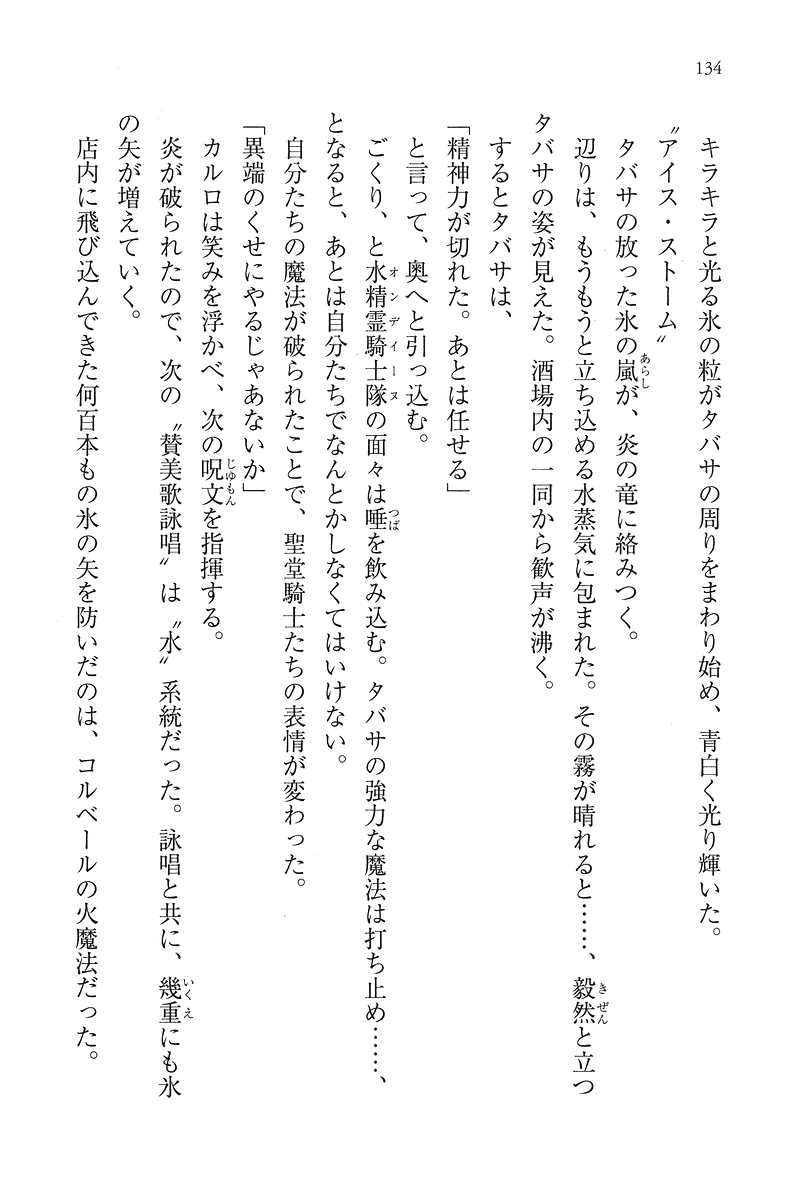 134
キラキラと光る氷の粒がタバサの周りをまわり始め、青白く光り輝いた。
〝アイス・ストーム〟
タバサの放った氷の嵐が、炎の竜に絡みつく。
辺りは、もうもうと立ち込める水蒸気に包まれた。その霧が晴れると……、毅然と立つ
タバサの姿が見えた。酒場内の一同から歓声が沸く。
するとタバサは、
「精神力が切れた。あとは任せる」
と言って、奥へと引っ込む。
ごくり、と水精霊騎士隊の面々は唾を飲み込む。タバサの強力な魔法は打ち止め……、
となると、あとは自分たちでなんとかしなくてはいけない。
自分たちの魔法が破られたことで、聖堂騎士たちの表情が変わった。
「異端のくせにやるじゃあないか」
カルロは笑みを浮かべ、次の呪文を指揮する。
炎が破られたので、次の〝賛美歌詠唱〟は〝水〟系統だった。詠唱と共に、幾重にも氷
の矢が増えていく。
店内に飛び込んできた何百本もの氷の矢を防いだのは、コルベールの火魔法だった。